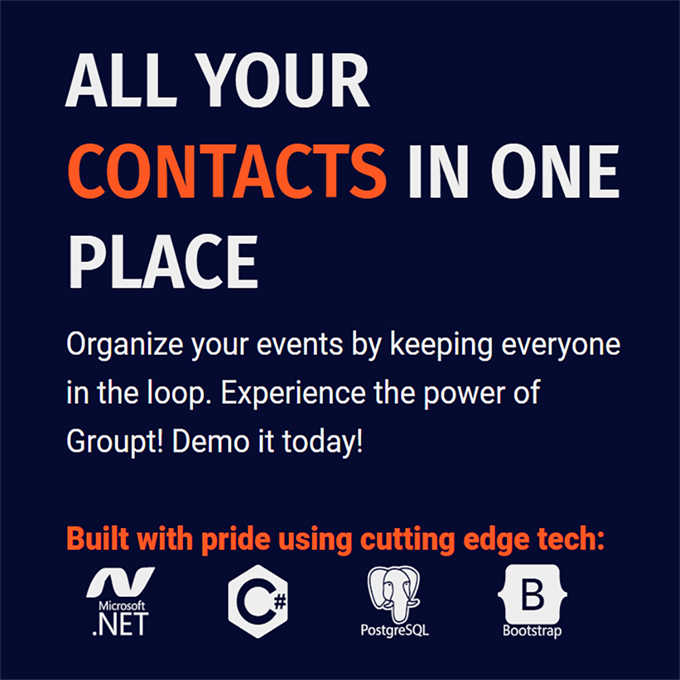 ALL YOUR
CONTACTS IN ONE
PLACE
Organize your events by keeping everyone
in the loop. Experience the power of
Groupt! Demo it today!
Built with pride using cutting edge tech:
Microsoft
.NET
C#
PostgreSQL
B
Bootstrap